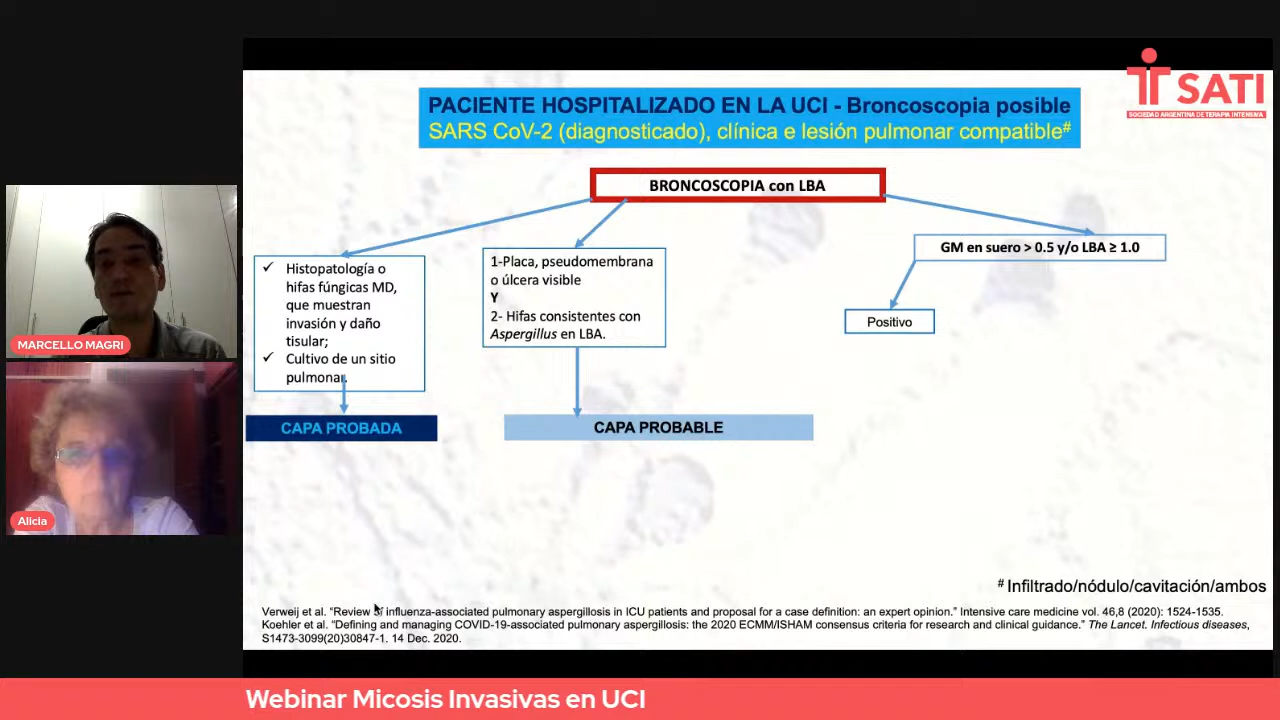 SATI
SOCIEDAD ARGENTINA DE TERAPIA INTENSIVA
PACIENTE HOSPITALIZADO EN LA UCI - Broncoscopia posible
SARS CoV-2 (diagnosticado), clínica e lesión pulmonar compatible#
BRONCOSCOPIA con LBA
✓ Histopatología o
hifas fúngicas MD,
que muestran
invasión y daño
tisular;
✓ Cultivo de un sitio
pulmonar.
1-Placa, pseudomembrana
o úlcera visible
Y
2- Hifas consistentes con
Aspergillus en LBA.
GM en suero > 0.5 y/o LBA ≥ 1.0
Positivo
CAPA PROBADA
CAPA PROBABLE
MARCELLO MAGRI
Alicia
# Infiltrado/nódulo/cavitación/ambos
Verweij et al. "Review of influenza-associated pulmonary aspergillosis in ICU patients and proposal for a case definition: an expert opinion." Intensive care medicine vol. 46,8 (2020): 1524-1535.
Koehler et al. "Defining and managing COVID-19-associated pulmonary aspergillosis: the 2020 ECMM/ISHAM consensus criteria for research and clinical guidance." The Lancet. Infectious diseases,
S1473-3099(20)30847-1. 14 Dec. 2020.
Webinar Micosis Invasivas en UCI